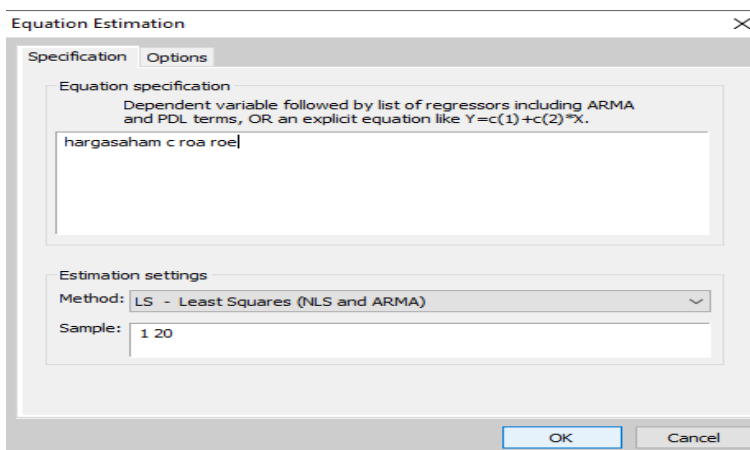 Equation Estimation
Specification Options
Equation specification
Dependent variable followed by list of regressors including ARMA
and PDL terms, OR an explicit equation like Y=c(1)+c(2)*X.
hargasaham c roa roe
Estimation settings
Method: LS - Least Squares (NLS and ARMA)
Sample: 1 20
OK Cancel